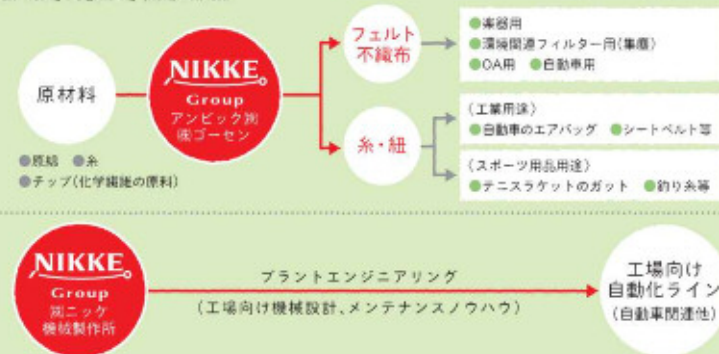 原材料
●原綿 ●糸
●チップ(化学繊維の原料)
NIKKE
Group
アンビック㈱
㈱ゴーセン
フェルト
不織布
●楽器用
●環境関連フィルター用(集塵)
●OA用 ●自動車用
糸・紐
(工業用途)
●自動車のエアバッグ ●シートベルト等
(スポーツ用品用途)
●テニスラケットのガット ●釣り糸等
NIKKE
Group
㈱ニッケ
機械製作所
プラントエンジニアリング
(工場向け機械設計、メンテナンスノウハウ)
工場向け
自動化ライン
(自動車関連他)